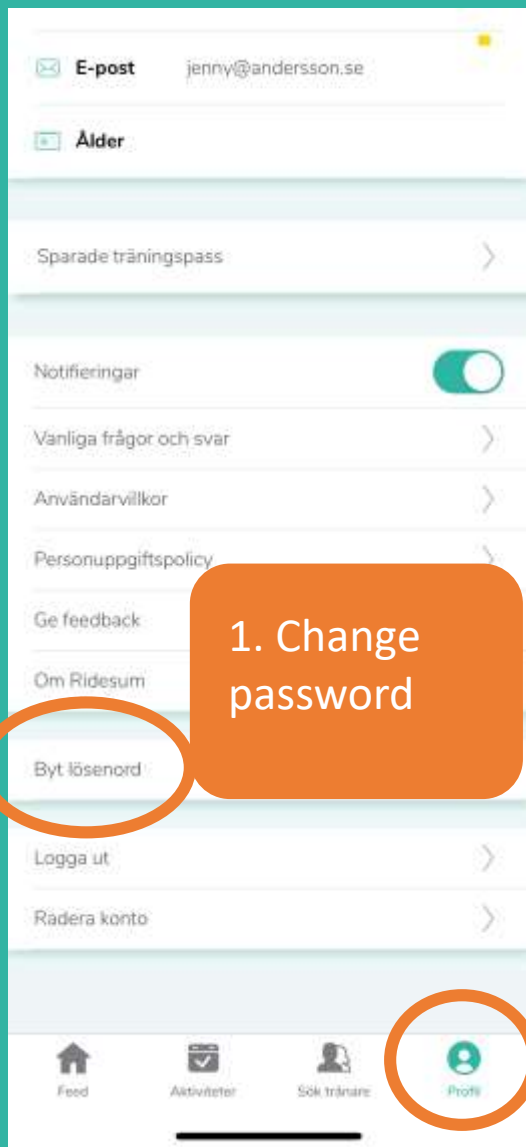 E-post jenny@andersson.se
Ålder
Sparade träningspass
Notifieringar
Vanliga frågor och svar
Användarvillkor
Personuppgiftspolicy
Ge feedback
Om Ridesum
1. Change
password
Byt lösenord
Logga ut
Radera konto
Feed Aktiviteter Sök tränare Profil